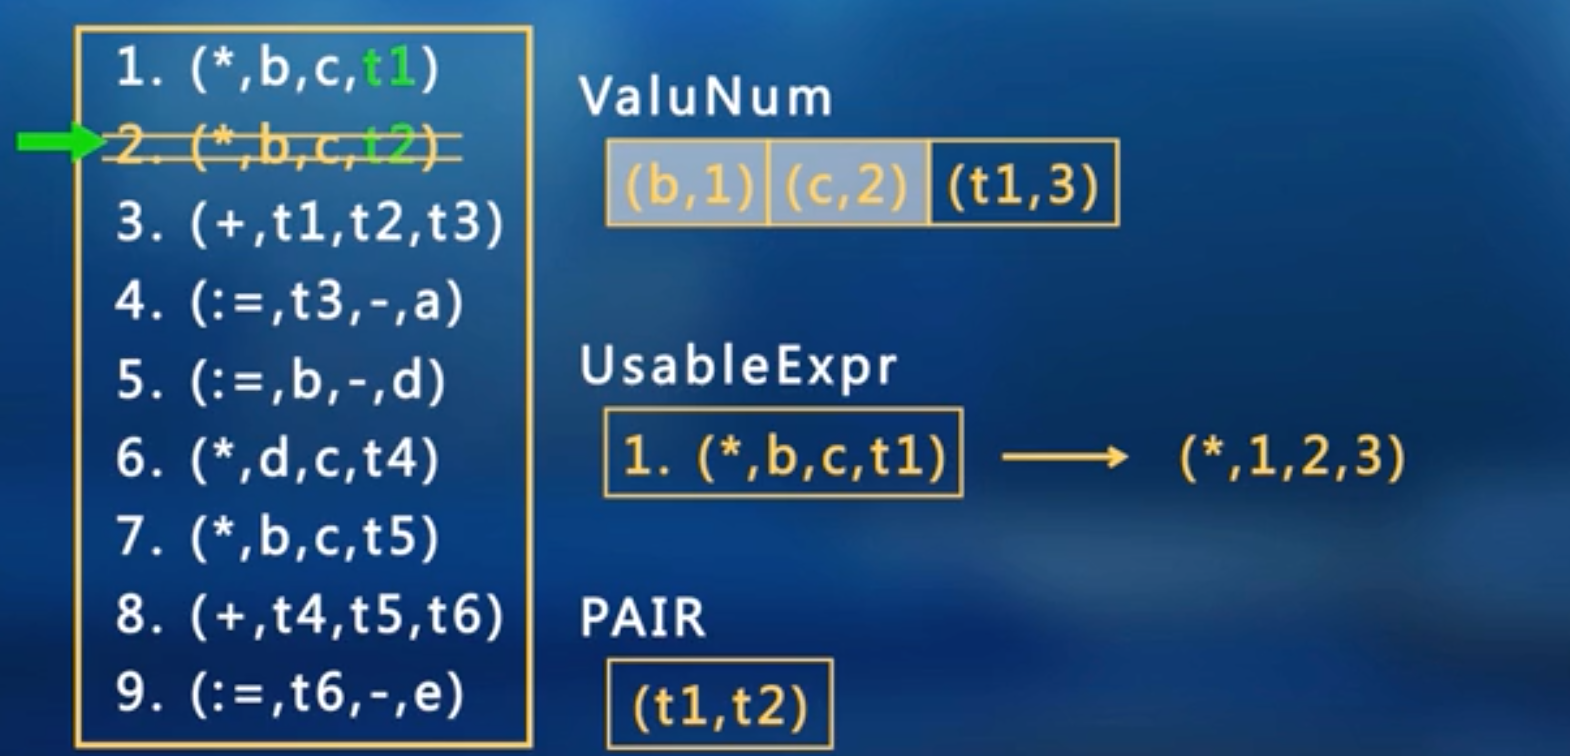 1. (*,b,c,t1)
2. (*,b,c,t2)
3. (+,t1,t2,t3)
4. (:=,t3,-,a)
5. (:=,b,-,d)
6. (*,d,c,t4)
7. (*,b,c,t5)
8. (+,t4,t5,t6)
9. (:=,t6,-,e)
ValuNum
(b,1) (c,2) (t1,3)
UsableExpr
1. (*,b,c,t1) → (*,1,2,3)
PAIR
(t1,t2)